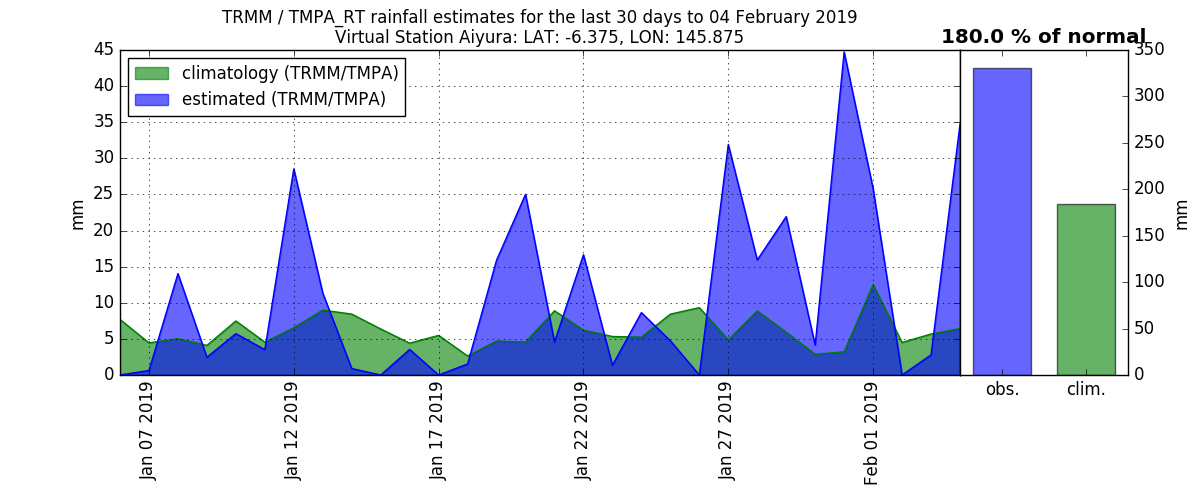 TRMM / TMPA_RT rainfall estimates for the last 30 days to 04 February 2019
Virtual Station Aiyura: LAT: -6.375, LON: 145.875
180.0 % of normal
climatology (TRMM/TMPA)
estimated (TRMM/TMPA)
45
40
35
30
25
20
15
10
5
0
mm
Jan 07 2019
Jan 12 2019
Jan 17 2019
Jan 22 2019
Jan 27 2019
Feb 01 2019
350
300
250
200
150
100
50
0
mm
obs.
clim.